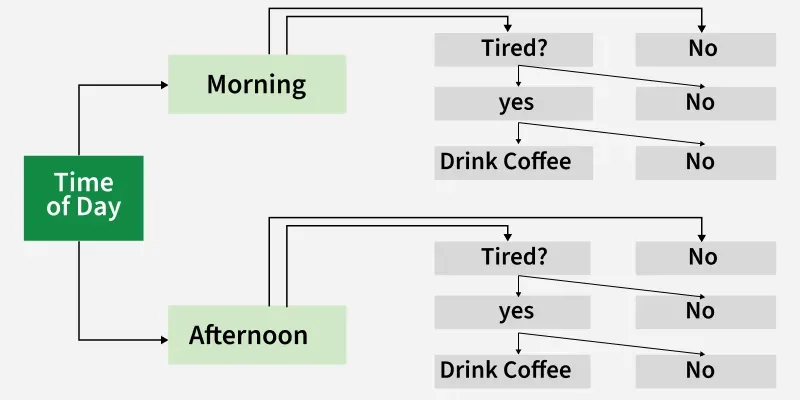 Time
of Day
Morning
Tired?
No
yes
No
Drink Coffee
No
Afternoon
Tired?
No
yes
No
Drink Coffee
No